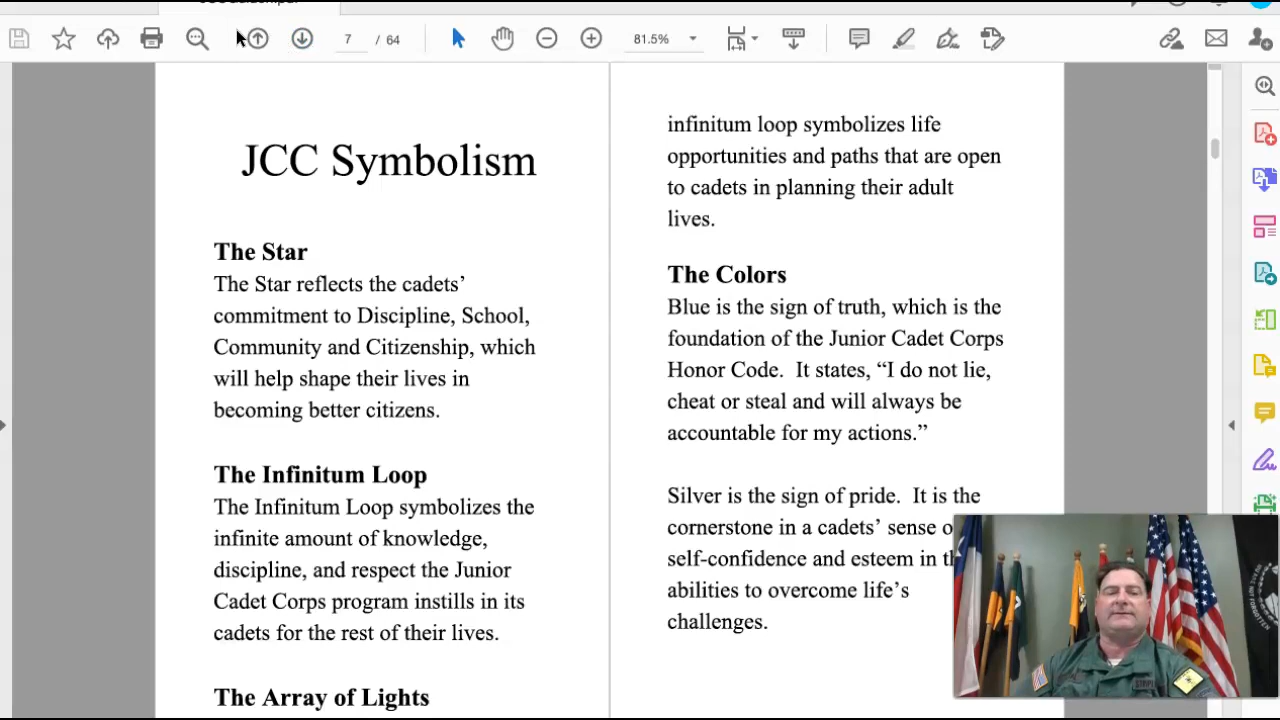 7 / 64
81.5%
JCC Symbolism
The Star
The Star reflects the cadets’
commitment to Discipline, School,
Community and Citizenship, which
will help shape their lives in
becoming better citizens.
The Infinitum Loop
The Infinitum Loop symbolizes the
infinite amount of knowledge,
discipline, and respect the Junior
Cadet Corps program instills in its
cadets for the rest of their lives.
The Array of Lights
infinitum loop symbolizes life
opportunities and paths that are open
to cadets in planning their adult
lives.
The Colors
Blue is the sign of truth, which is the
foundation of the Junior Cadet Corps
Honor Code.  It states, “I do not lie,
cheat or steal and will always be
accountable for my actions.”
Silver is the sign of pride.  It is the
cornerstone in a cadets’ sense
self-confidence and esteem in
abilities to overcome life’s
challenges.